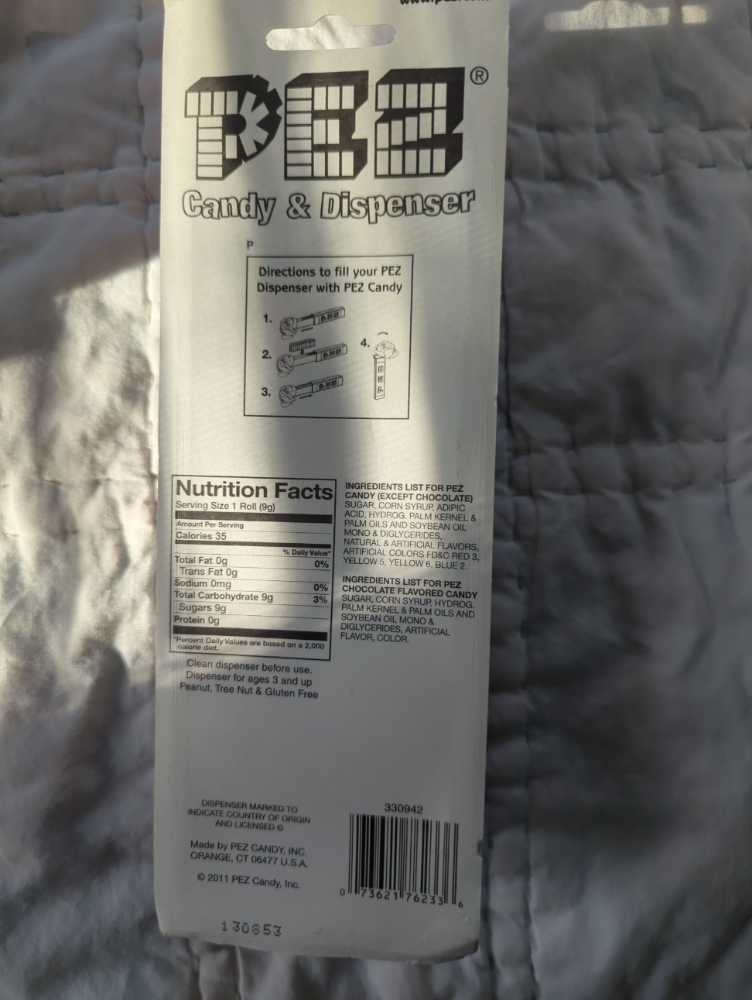 PEZ®
Candy & Dispenser
P
Directions to fill your PEZ
Dispenser with PEZ Candy
1.
2.
3.
4.
Nutrition Facts
Serving Size 1 Roll (9g)
Amount Per Serving
Calories 35
% Daily Value*
Total Fat 0g 0%
Trans Fat 0g
Sodium 0mg 0%
Total Carbohydrate 9g 3%
Sugars 9g
Protein 0g
*Percent Daily Values are based on a 2,000
calorie diet.
INGREDIENTS LIST FOR PEZ
CANDY (EXCEPT CHOCOLATE)
SUGAR, CORN SYRUP, ADIPIC
ACID, HYDROG. PALM KERNEL &
PALM OILS AND SOYBEAN OIL
MONO & DIGLYCERIDES,
NATURAL & ARTIFICIAL FLAVORS,
ARTIFICIAL COLORS FD&C RED 3,
YELLOW 5, YELLOW 6, BLUE 2.
INGREDIENTS LIST FOR PEZ
CHOCOLATE FLAVORED CANDY
SUGAR, CORN SYRUP, HYDROG.
PALM KERNEL & PALM OILS AND
SOYBEAN OIL MONO &
DIGLYCERIDES, ARTIFICIAL
FLAVOR, COLOR.
Clean dispenser before use.
Dispenser for ages 3 and up
Peanut, Tree Nut & Gluten Free
DISPENSER MARKED TO
INDICATE COUNTRY OF ORIGIN
AND LICENSED ©
Made by PEZ CANDY, INC.
ORANGE, CT 06477 U.S.A.
© 2011 PEZ Candy, Inc.
330942
0 73621 76233 6
130653